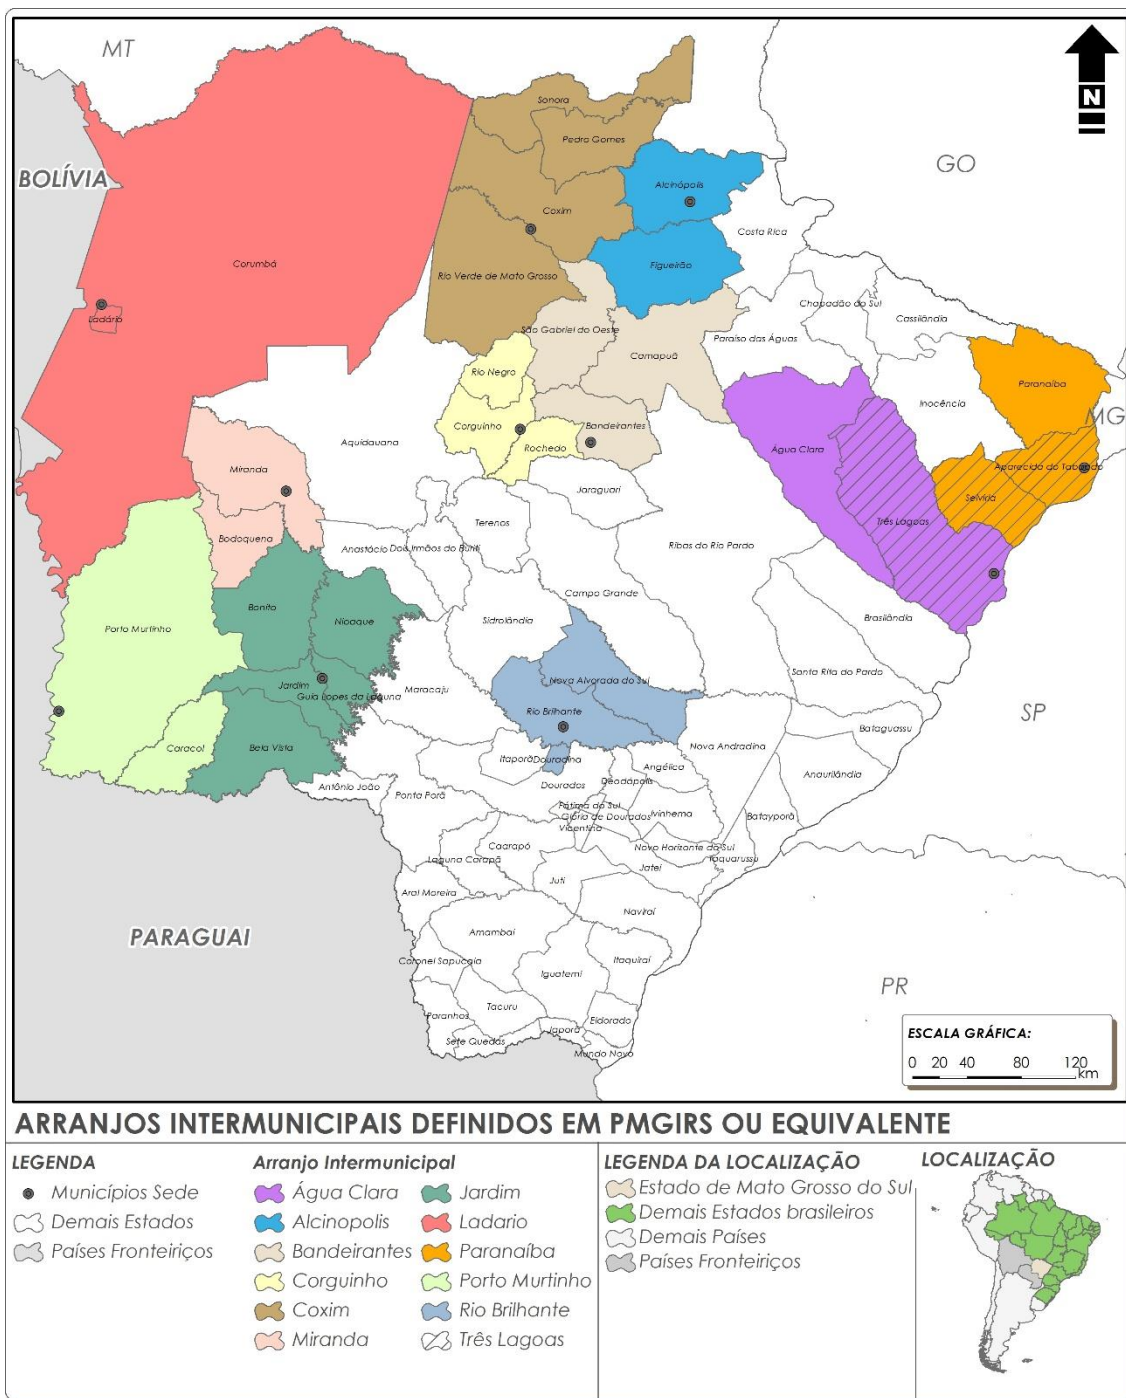 MT
Sonora
Pedro Gomes
GO
BOLÍVIA
Alcinópolis
N
Coxim
Costa Rica
Corumbá
Figueirão
Rio Verde de Mato Grosso
Ladário
Chapadão do Sul
Cassilândia
São Gabriel do Oeste
Camapuã
Paraíso das Águas
Rio Negro
Paranaíba
Inocência
MG
Aquidauana
Corguinho
Rochedo
Bandeirantes
Água Clara
Aparecida do Taboado
Miranda
Selvíria
Jaraguari
Três Lagoas
Terenos
Bodoquena
Anastácio
Dois Irmãos do Buriti
Ribas do Rio Pardo
Bonito
Nioaque
Campo Grande
Sidrolândia
Brasilândia
Porto Murtinho
Santa Rita do Pardo
Jardim
Guia Lopes da Laguna
Maracaju
Nova Alvorada do Sul
Rio Brilhante
SP
Bataguassu
Caracol
Bela Vista
Nova Andradina
Itaporã
Douradina
Angélica
Anaurilândia
Antônio João
Ponta Porã
Dourados
Deodápolis
Fátima do Sul
Glória de Dourados
Ivinhema
Batayporã
Vicentina
Caarapó
Novo Horizonte do Sul
Laguna Carapã
Taquarussu
Jateí
Aral Moreira
Juti
Naviraí
PARAGUAI
Amambai
Coronel Sapucaia
Itaquiraí
Iguatemi
PR
Tacuru
Paranhos
Eldorado
Sete Quedas
Japorã
Mundo Novo
ESCALA GRÁFICA:
0 20 40 80 120
km
ARRANJOS INTERMUNICIPAIS DEFINIDOS EM PMGIRS OU EQUIVALENTE
LEGENDA
Municípios Sede
Demais Estados
Países Fronteiriços
Arranjo Intermunicipal
Água Clara
Alcinopolis
Bandeirantes
Corguinho
Coxim
Miranda
Jardim
Ladario
Paranaíba
Porto Murtinho
Rio Brilhante
Três Lagoas
LEGENDA DA LOCALIZAÇÃO
Estado de Mato Grosso do Sul
Demais Estados brasileiros
Demais Países
Países Fronteiriços
LOCALIZAÇÃO